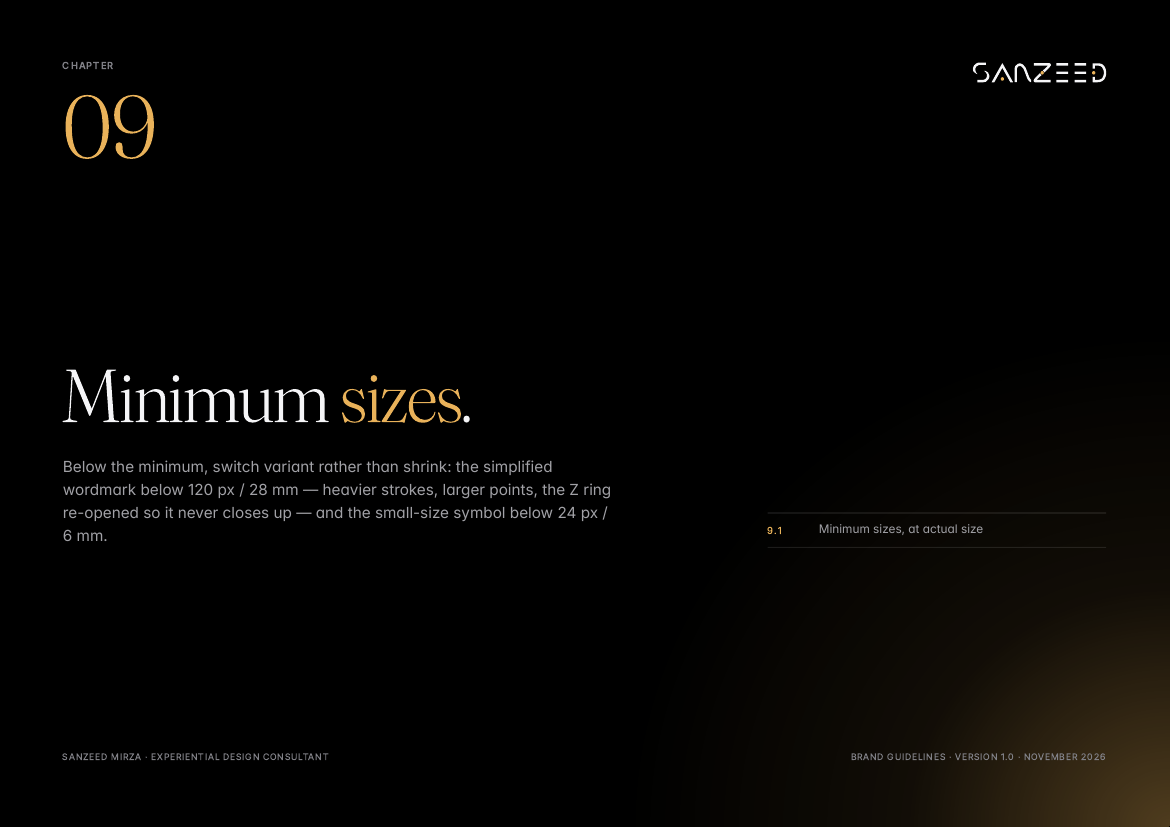 CHAPTER
SANZEED
09
Minimum sizes.
Below the minimum, switch variant rather than shrink: the simplified
wordmark below 120 px / 28 mm — heavier strokes, larger points, the Z ring
re-opened so it never closes up — and the small-size symbol below 24 px /
6 mm.
9.1 Minimum sizes, at actual size
SANZEED MIRZA · EXPERIENTIAL DESIGN CONSULTANT
BRAND GUIDELINES · VERSION 1.0 · NOVEMBER 2026